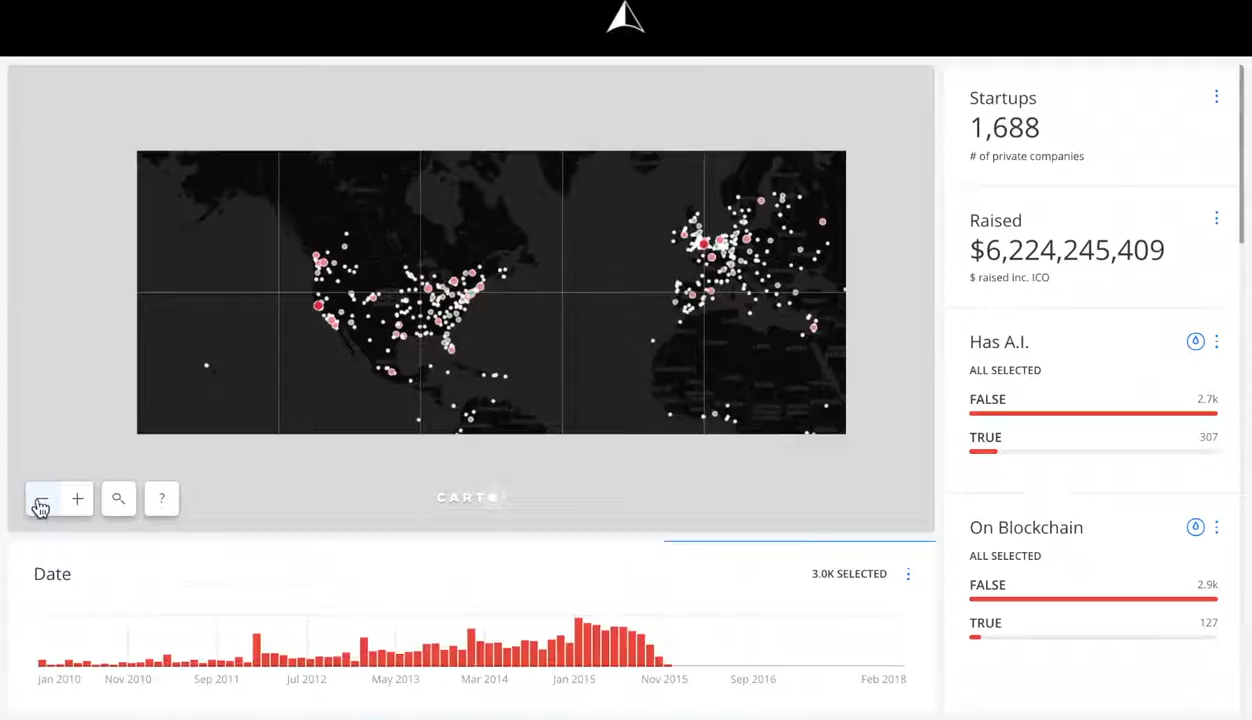 Startups
1,688
# of private companies
Raised
$6,224,245,409
$ raised inc. ICO
Has A.I.
ALL SELECTED
FALSE 2.7k
TRUE 307
On Blockchain
ALL SELECTED
FALSE 2.9k
TRUE 127
?
CART
Date
3.0K SELECTED
Jan 2010 Nov 2010 Sep 2011 Jul 2012 May 2013 Mar 2014 Jan 2015 Nov 2015 Sep 2016 Feb 2018